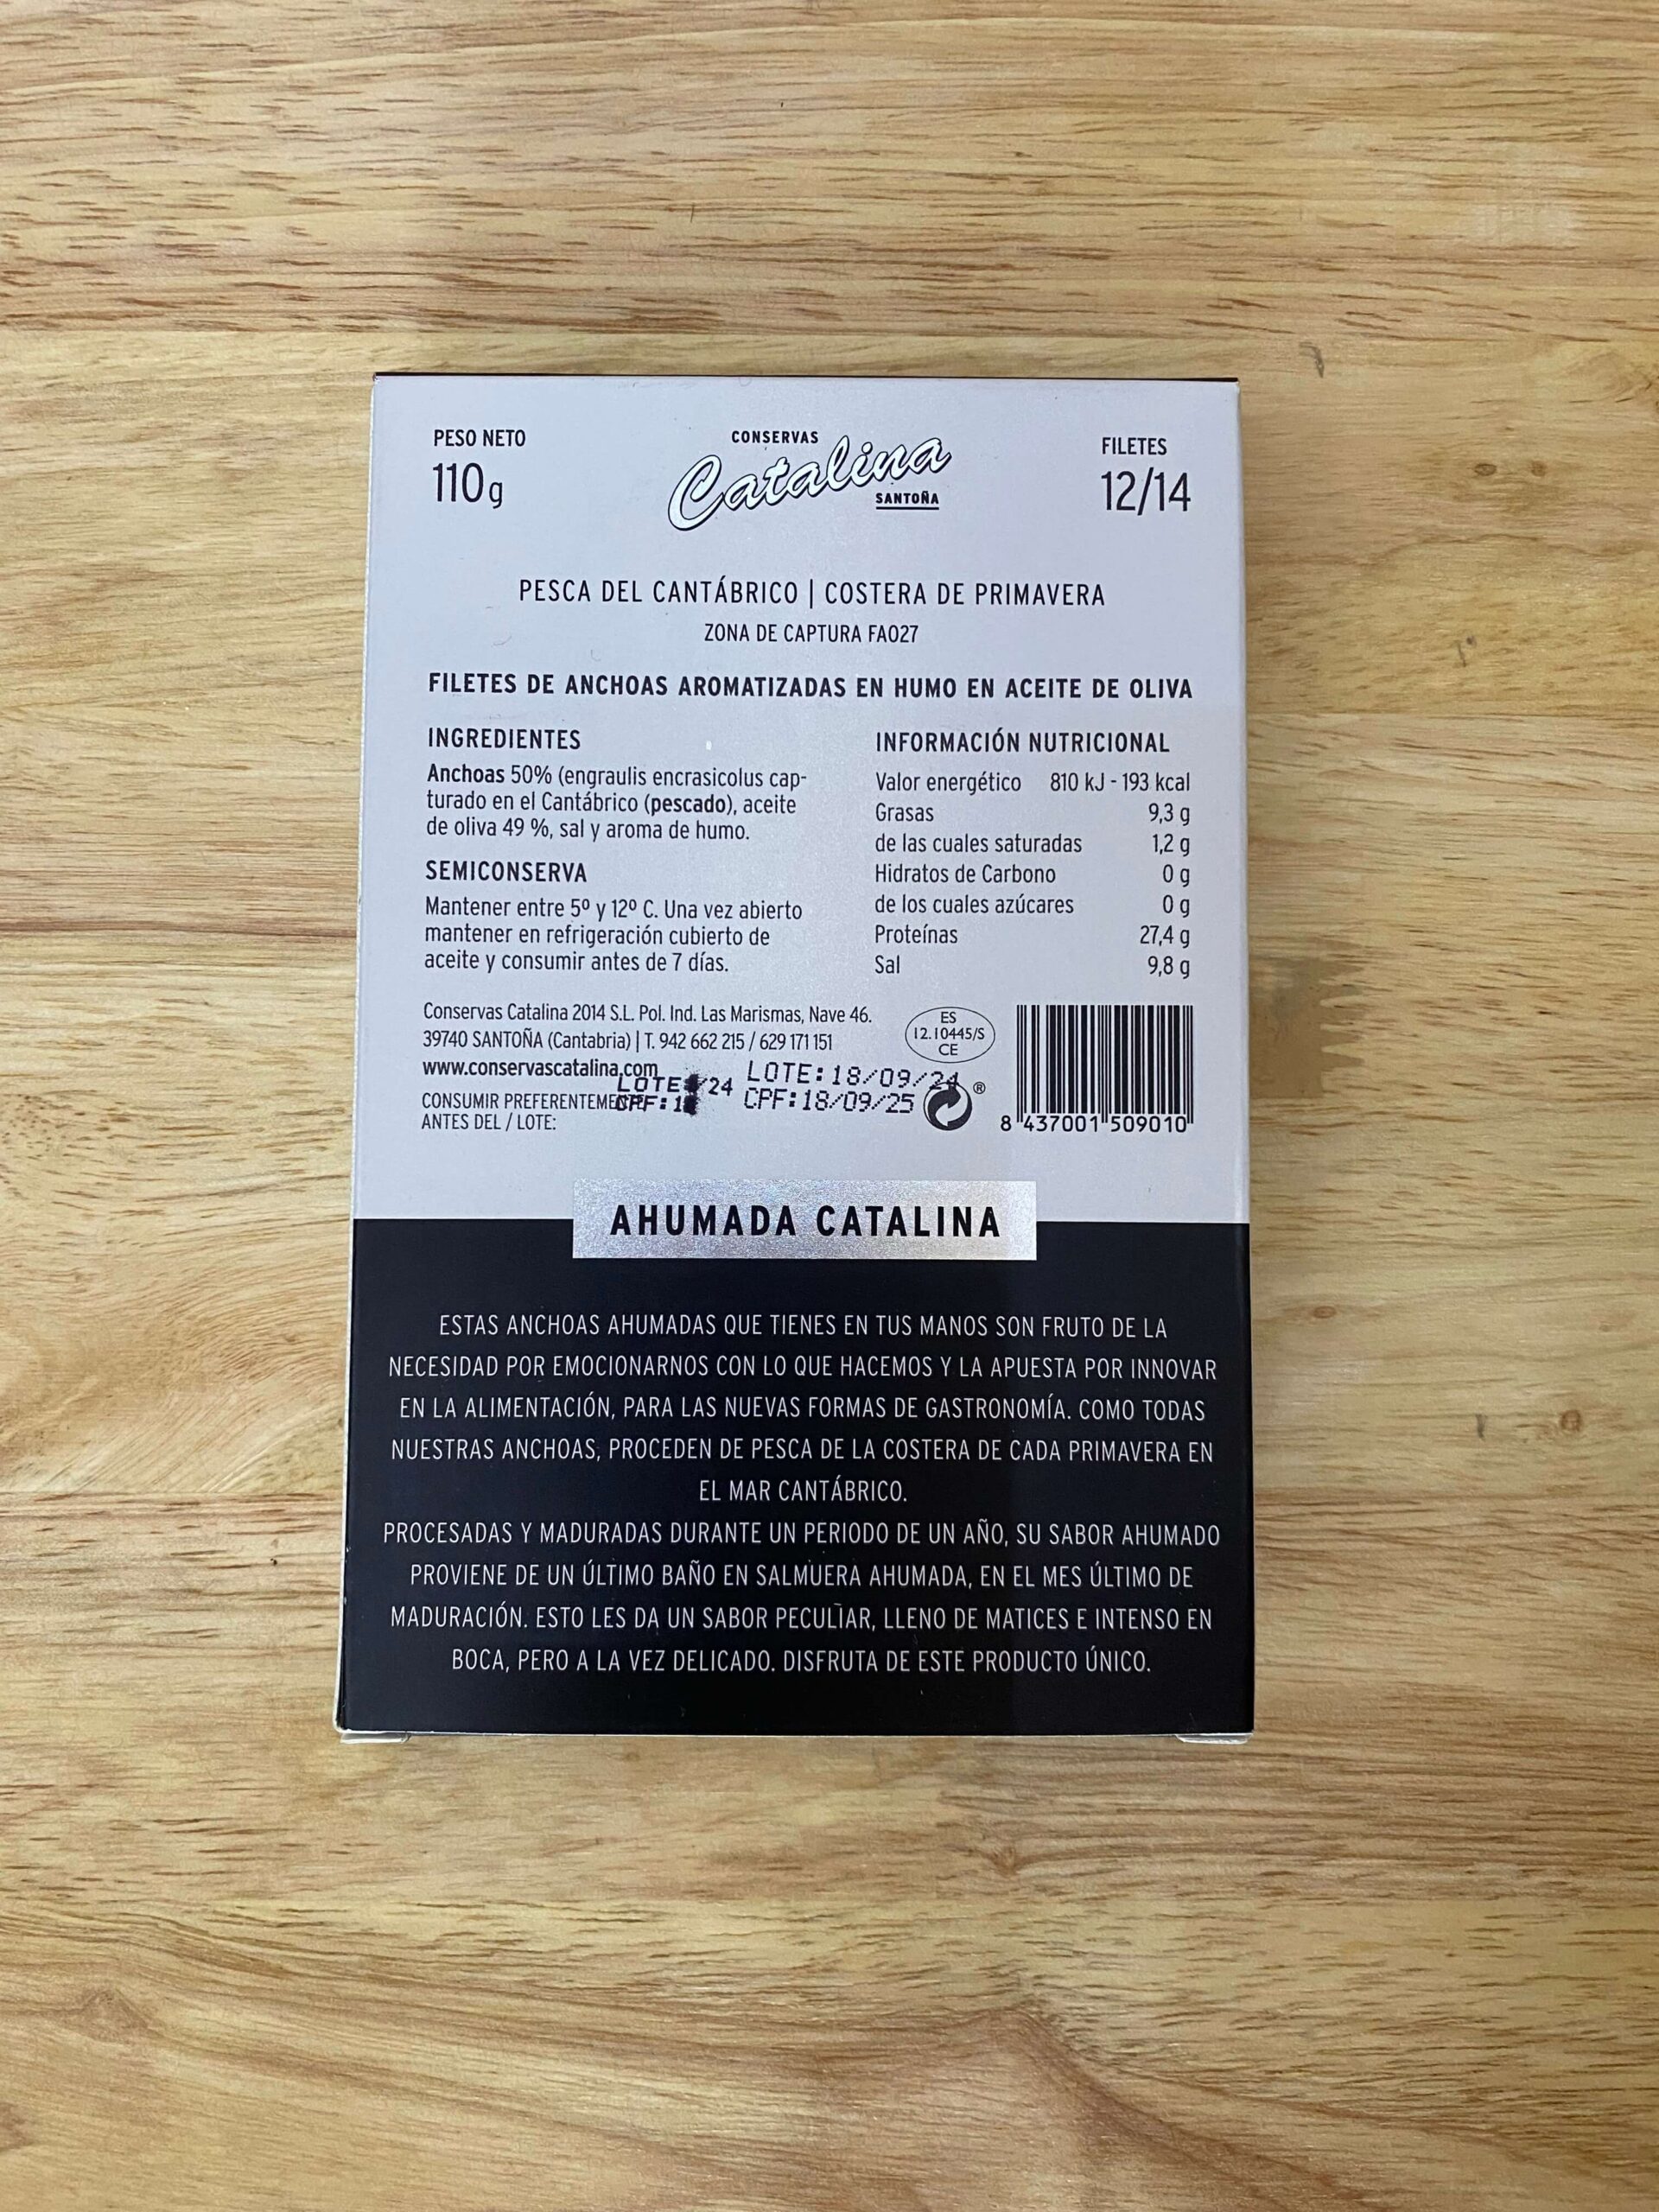 PESO NETO
110 g
CONSERVAS
Catalina
SANTOÑA
FILETES
12/14
PESCA DEL CANTÁBRICO | COSTERA DE PRIMAVERA
ZONA DE CAPTURA FAO27
FILETES DE ANCHOAS AROMATIZADAS EN HUMO EN ACEITE DE OLIVA
INGREDIENTES
Anchoas 50% (engraulis encrasicolus cap-
turado en el Cantábrico (pescado), aceite
de oliva 49 %, sal y aroma de humo.
SEMICONSERVA
Mantener entre 5º y 12º C. Una vez abierto
mantener en refrigeración cubierto de
aceite y consumir antes de 7 días.
INFORMACIÓN NUTRICIONAL
Valor energético 810 kJ - 193 kcal
Grasas 9,3 g
de las cuales saturadas 1,2 g
Hidratos de Carbono 0 g
de los cuales azúcares 0 g
Proteínas 27,4 g
Sal 9,8 g
Conservas Catalina 2014 S.L. Pol. Ind. Las Marismas, Nave 46.
39740 SANTOÑA (Cantabria) | T. 942 662 215 / 629 171 151
www.conservascatalina.com
CONSUMIR PREFERENTEMENTE
ANTES DEL / LOTE:
LOTE /24
CPF:
LOTE:18/09/24
CPF:18/09/25
ES
12.10445/S
CE
®
8 437001 509010
AHUMADA CATALINA
ESTAS ANCHOAS AHUMADAS QUE TIENES EN TUS MANOS SON FRUTO DE LA
NECESIDAD POR EMOCIONARNOS CON LO QUE HACEMOS Y LA APUESTA POR INNOVAR
EN LA ALIMENTACIÓN, PARA LAS NUEVAS FORMAS DE GASTRONOMÍA. COMO TODAS
NUESTRAS ANCHOAS, PROCEDEN DE PESCA DE LA COSTERA DE CADA PRIMAVERA EN
EL MAR CANTÁBRICO.
PROCESADAS Y MADURADAS DURANTE UN PERIODO DE UN AÑO, SU SABOR AHUMADO
PROVIENE DE UN ÚLTIMO BAÑO EN SALMUERA AHUMADA, EN EL MES ÚLTIMO DE
MADURACIÓN. ESTO LES DA UN SABOR PECULÌAR, LLENO DE MATICES E INTENSO EN
BOCA, PERO A LA VEZ DELICADO. DISFRUTA DE ESTE PRODUCTO ÚNICO.